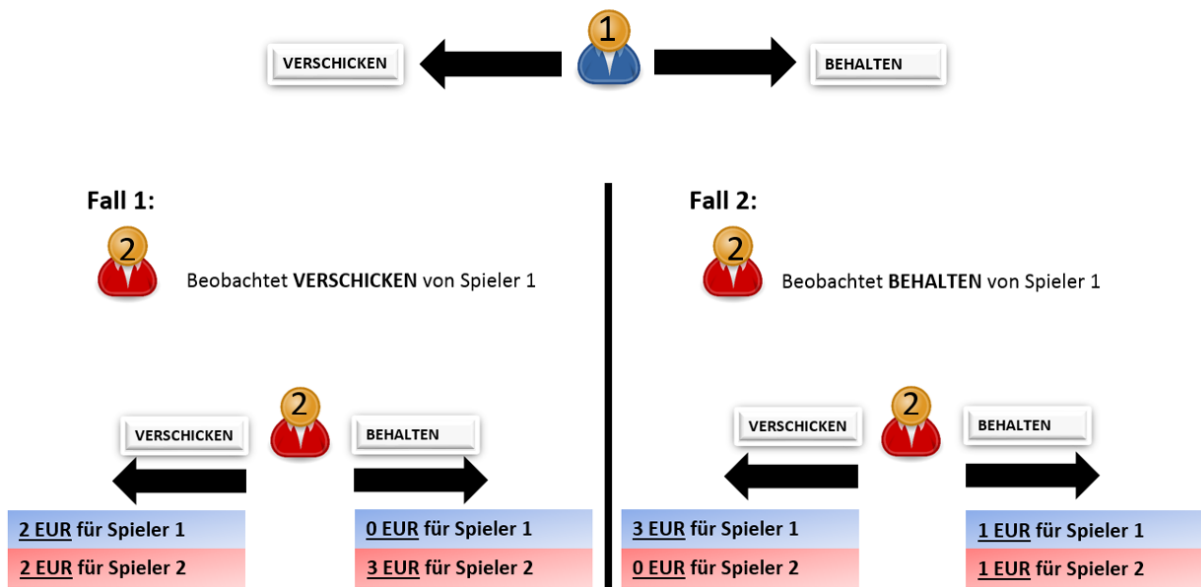 1
VERSCHICKEN
BEHALTEN
Fall 1:
2
Beobachtet VERSCHICKEN von Spieler 1
VERSCHICKEN
2
BEHALTEN
2 EUR für Spieler 1
2 EUR für Spieler 2
0 EUR für Spieler 1
3 EUR für Spieler 2
Fall 2:
2
Beobachtet BEHALTEN von Spieler 1
VERSCHICKEN
2
BEHALTEN
3 EUR für Spieler 1
0 EUR für Spieler 2
1 EUR für Spieler 1
1 EUR für Spieler 2